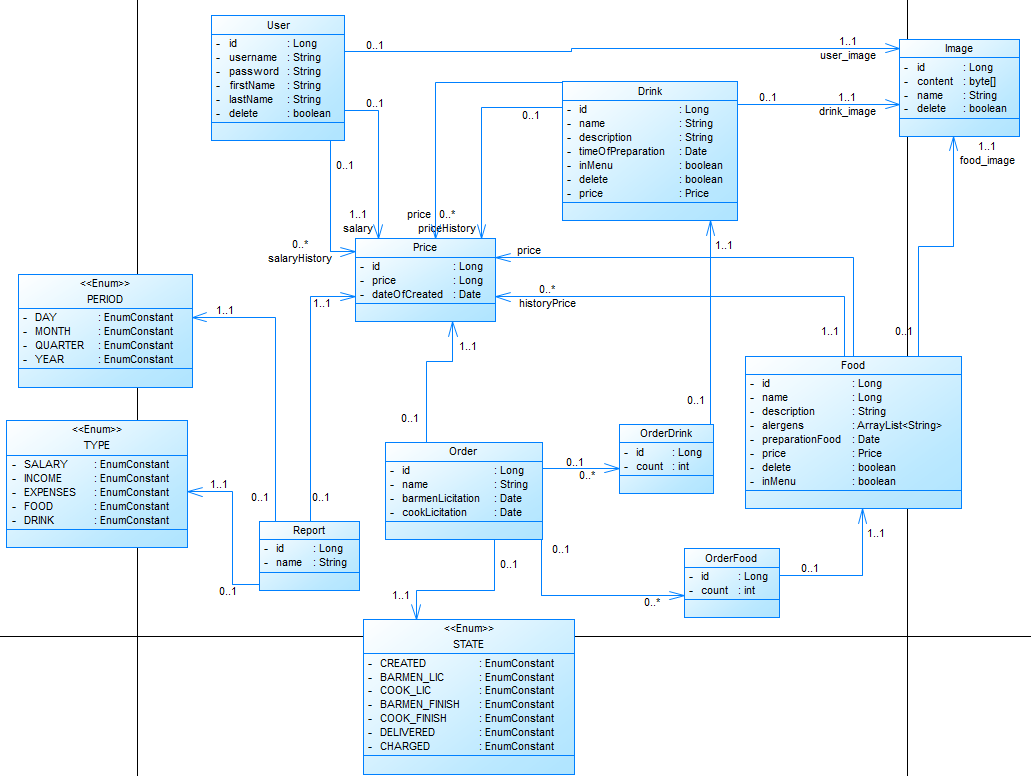 User
- id : Long
- username : String
- password : String
- firstName : String
- lastName : String
- delete : boolean
0..1
1..1
user_image
Image
- id : Long
- content : byte[]
- name : String
- delete : boolean
0..1
0..1
1..1
salary
0..*
salaryHistory
Drink
- id : Long
- name : String
- description : String
- timeOfPreparation : Date
- inMenu : boolean
- delete : boolean
- price : Price
0..1
0..1
1..1
drink_image
1..1
food_image
price
0..*
priceHistory
1..1
Price
- id : Long
- price : Long
- dateOfCreated : Date
price
0..*
historyPrice
1..1
0..1
<<Enum>>
PERIOD
- DAY : EnumConstant
- MONTH : EnumConstant
- QUARTER : EnumConstant
- YEAR : EnumConstant
1..1
1..1
1..1
<<Enum>>
TYPE
- SALARY : EnumConstant
- INCOME : EnumConstant
- EXPENSES : EnumConstant
- FOOD : EnumConstant
- DRINK : EnumConstant
1..1
0..1
0..1
0..1
Report
- id : Long
- name : String
0..1
Order
- id : Long
- name : String
- barmenLicitation : Date
- cookLicitation : Date
0..1
0..*
0..1
OrderDrink
- id : Long
- count : int
Food
- id : Long
- name : Long
- description : String
- alergens : ArrayList<String>
- preparationFood : Date
- price : Price
- delete : boolean
- inMenu : boolean
0..1
0..*
OrderFood
- id : Long
- count : int
0..1
1..1
0..1
1..1
<<Enum>>
STATE
- CREATED : EnumConstant
- BARMEN_LIC : EnumConstant
- COOK_LIC : EnumConstant
- BARMEN_FINISH : EnumConstant
- COOK_FINISH : EnumConstant
- DELIVERED : EnumConstant
- CHARGED : EnumConstant